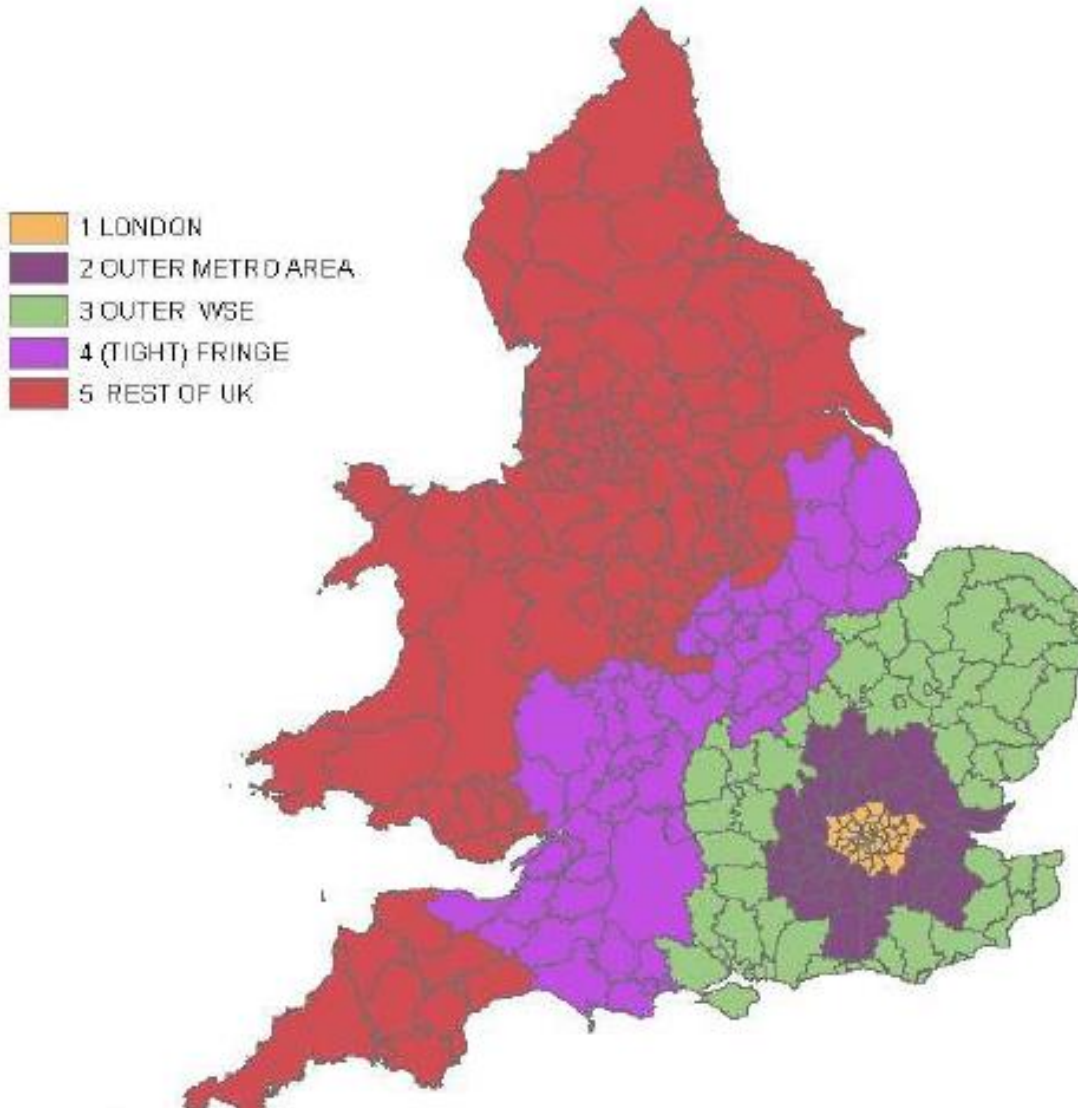 1 LONDON
2 OUTER METRO AREA
3 OUTER WSE
4 (TIGHT) FRINGE
5 REST OF UK